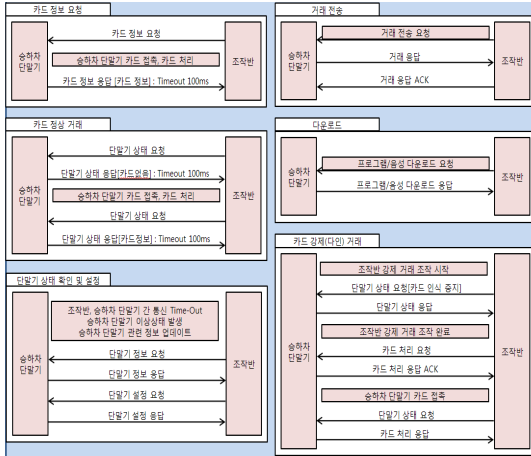 카드 정보 요청
승하차
단말기
카드 정보 요청
승하차 단말기 카드 접촉, 카드 처리
카드 정보 응답 [카드 정보] : Timeout 100ms
조작반
카드 정상 거래
승하차
단말기
단말기 상태 요청
단말기 상태 응답[카드없음] : Timeout 100ms
승하차 단말기 카드 접촉, 카드 처리
단말기 상태 요청
단말기 상태 응답[카드정보] : Timeout 100ms
조작반
단말기 상태 확인 및 설정
승하차
단말기
조작반, 승하차 단말기 간 통신 Time-Out
승하차 단말기 이상상태 발생
승하차 단말기 관련 정보 업데이트
단말기 정보 요청
단말기 정보 응답
단말기 설정 요청
단말기 설정 응답
조작반
거래 전송
승하차
단말기
거래 전송 요청
거래 응답
거래 응답 ACK
조작반
다운로드
승하차
단말기
프로그램/음성 다운로드 요청
프로그램/음성 다운로드 응답
조작반
카드 강제(다인) 거래
승하차
단말기
조작반 강제 거래 조작 시작
단말기 상태 요청[카드 인식 중지]
단말기 상태 응답
조작반 강제 거래 조작 완료
카드 처리 요청
카드 처리 응답 ACK
승하차 단말기 카드 접촉
단말기 상태 요청
카드 처리 응답
조작반